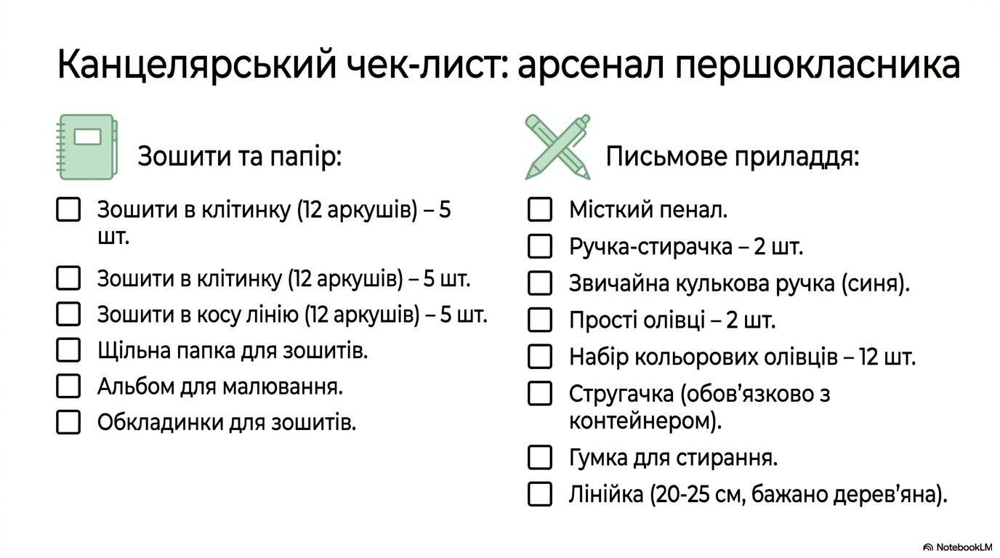 Канцелярський чек-лист: арсенал першокласника
Зошити та папір:
Зошити в клітинку (12 аркушів) – 5
шт.
Зошити в клітинку (12 аркушів) – 5 шт.
Зошити в косу лінію (12 аркушів) – 5 шт.
Щільна папка для зошитів.
Альбом для малювання.
Обкладинки для зошитів.
Письмове приладдя:
Місткий пенал.
Ручка-стирачка – 2 шт.
Звичайна кулькова ручка (синя).
Прості олівці – 2 шт.
Набір кольорових олівців – 12 шт.
Стругачка (обов’язково з
контейнером).
Гумка для стирання.
Лінійка (20-25 см, бажано дерев’яна).
NotebookLM